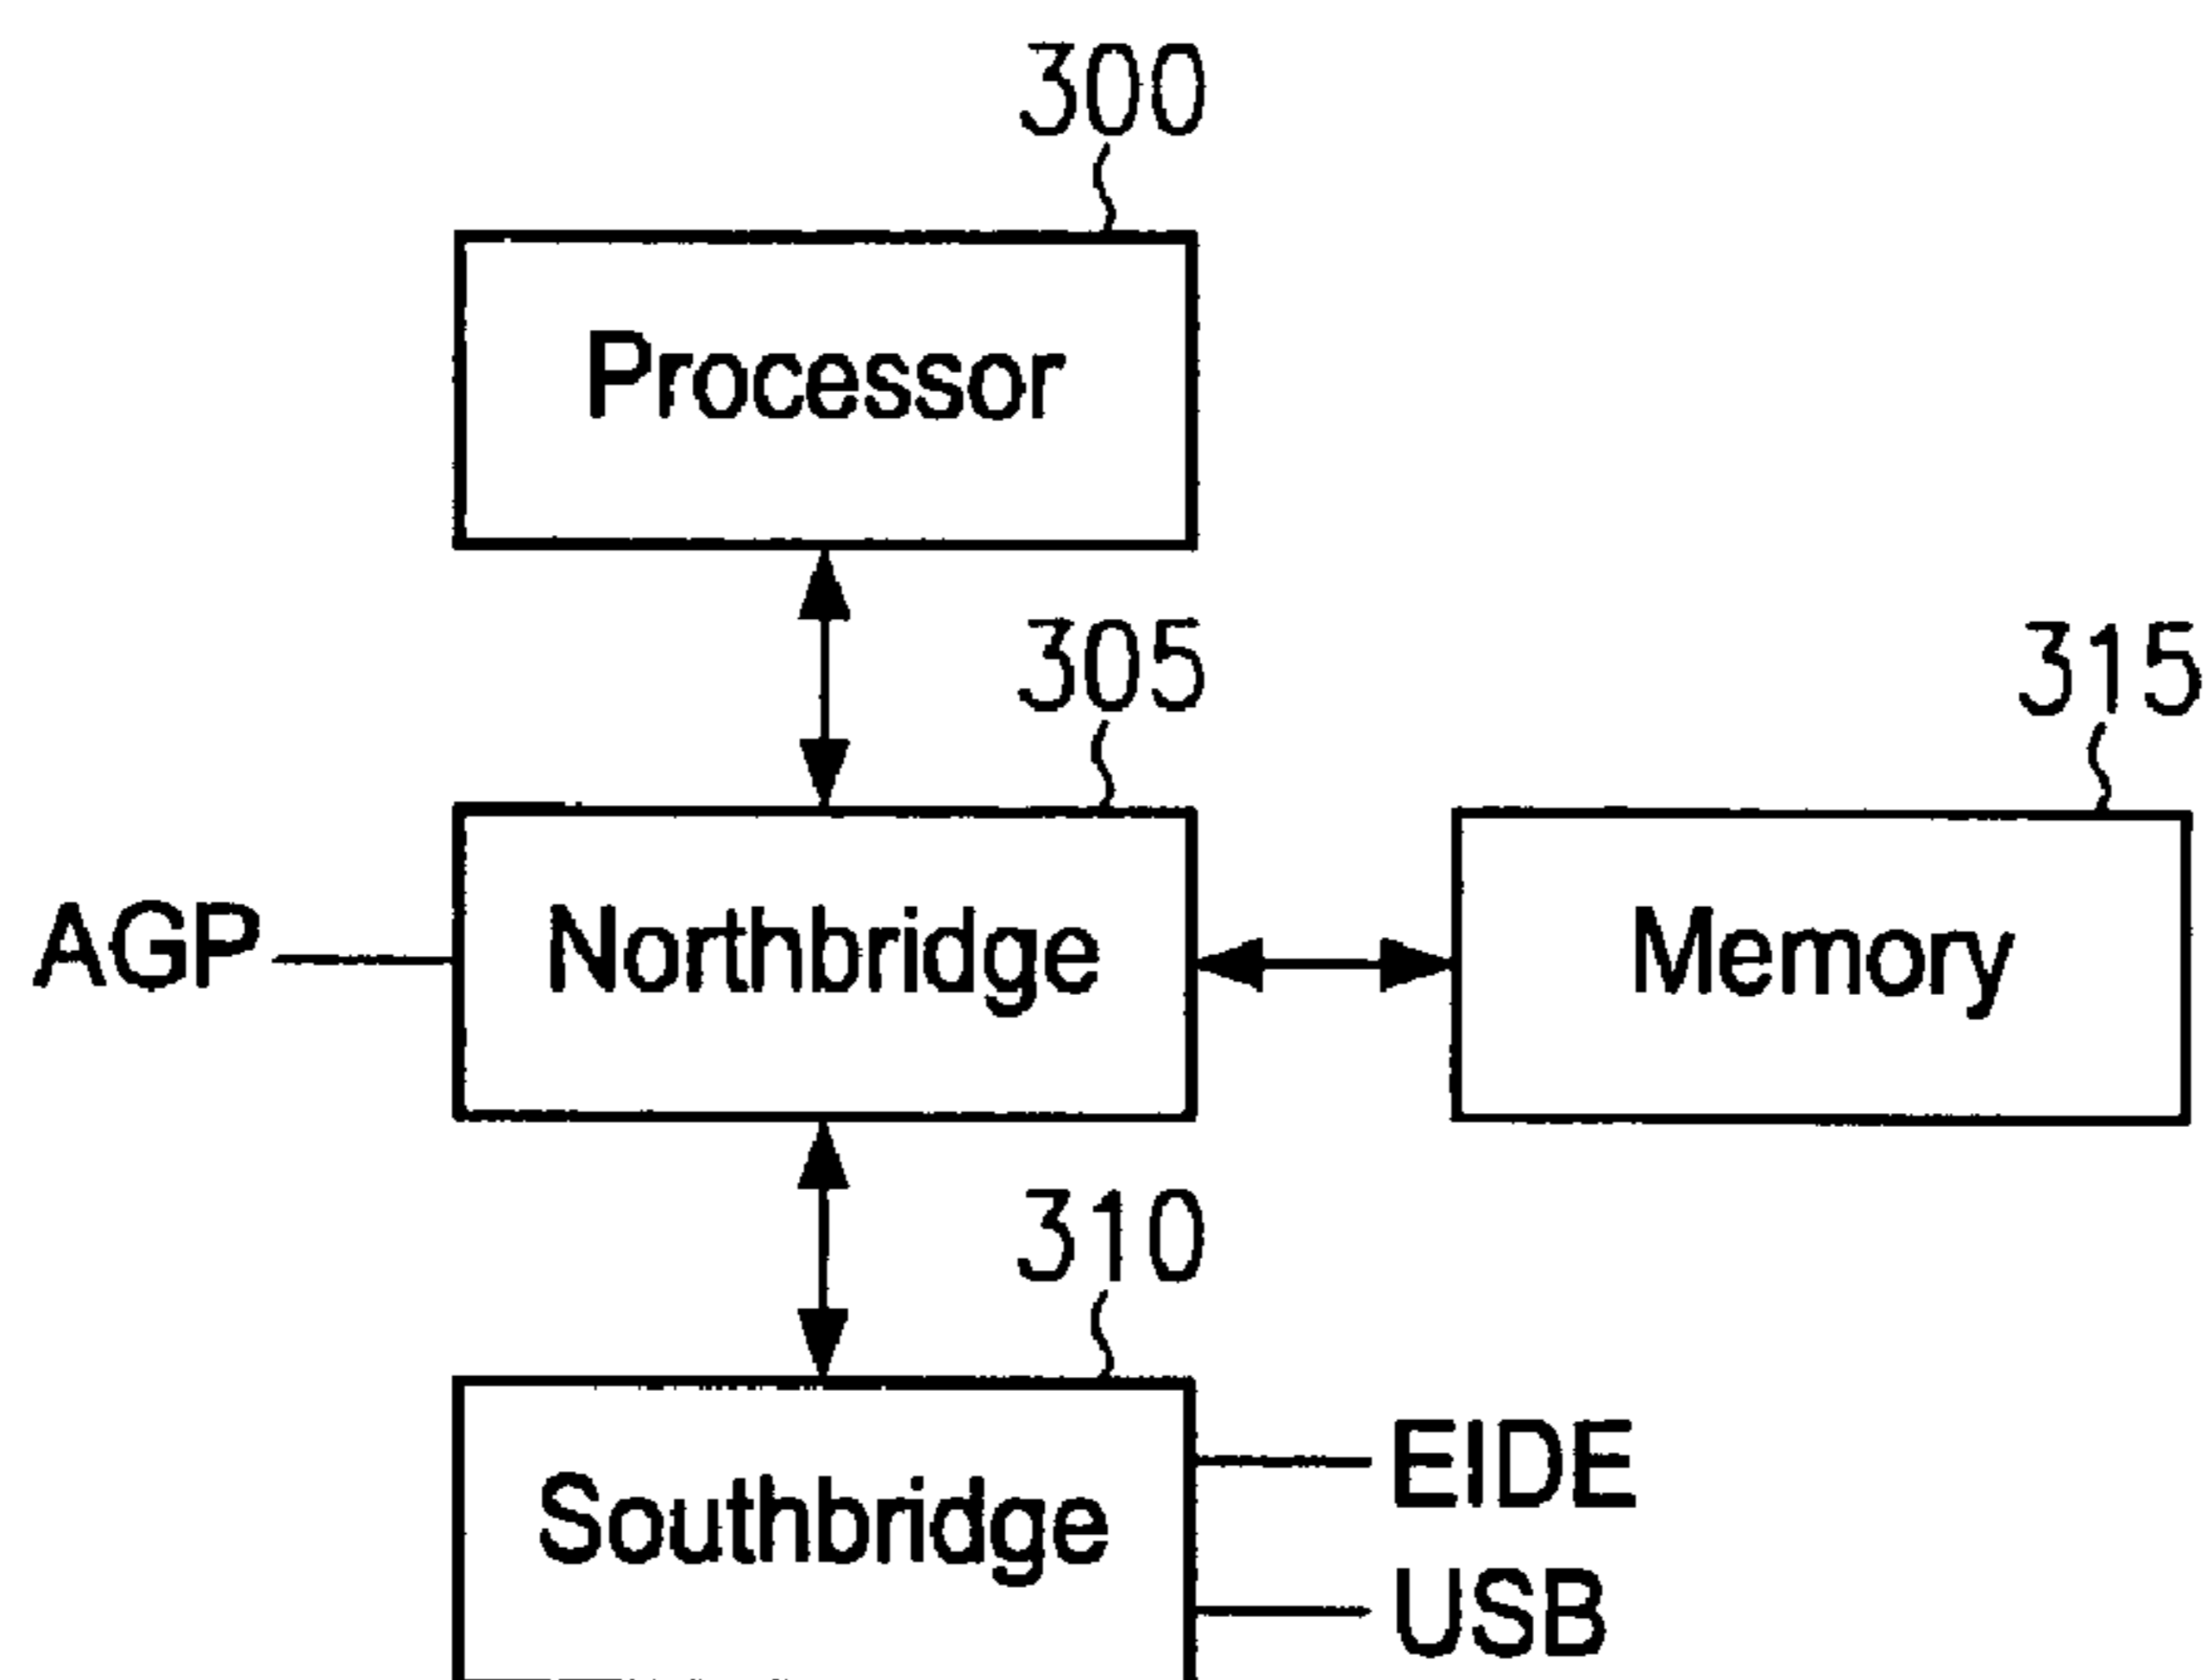 300
Processor
305
315
AGP
Northbridge
Memory
310
EIDE
Southbridge
USB